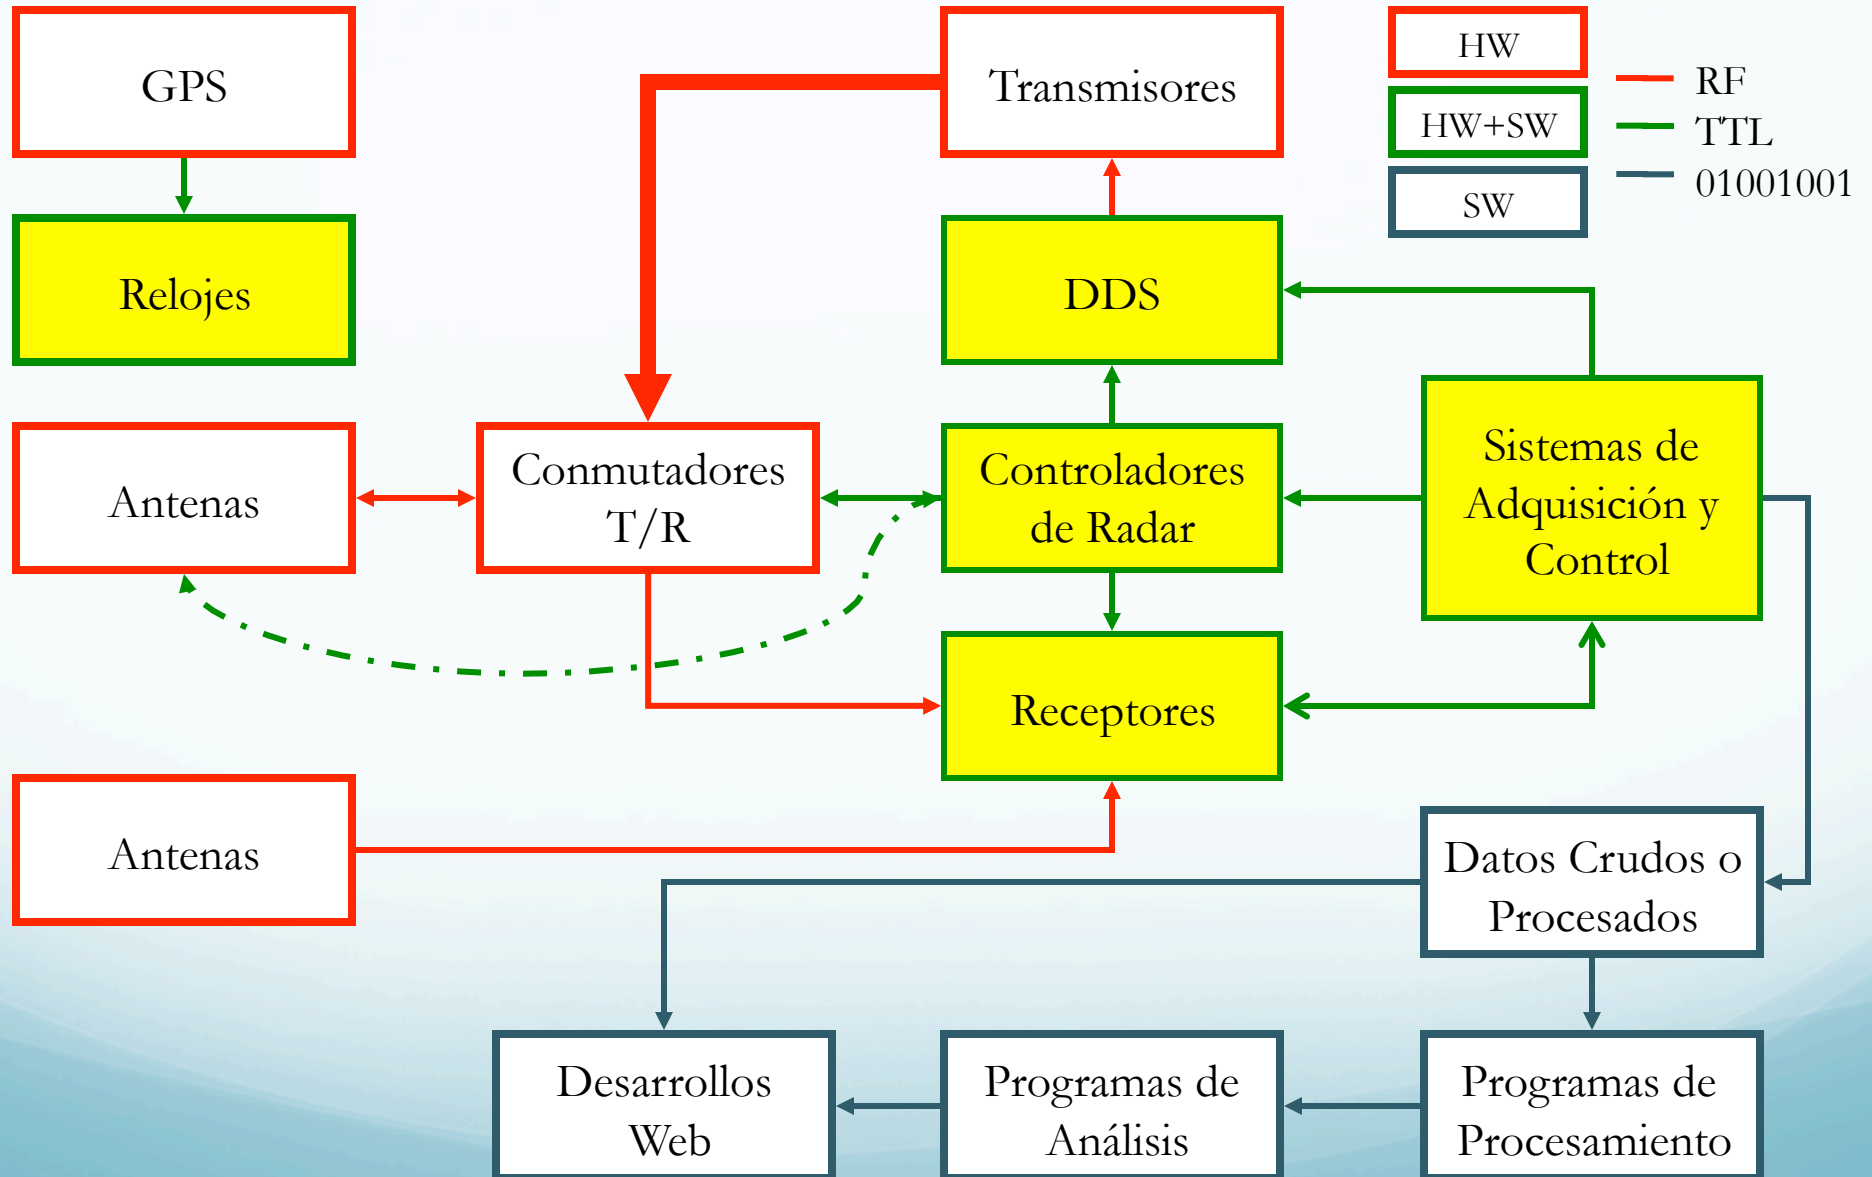 GPS
Transmisores
HW
HW+SW
SW
RF
TTL
01001001
Relojes
DDS
Antenas
Conmutadores
T/R
Controladores
de Radar
Sistemas de
Adquisición y
Control
Receptores
Antenas
Datos Crudos o
Procesados
Desarrollos
Web
Programas de
Análisis
Programas de
Procesamiento